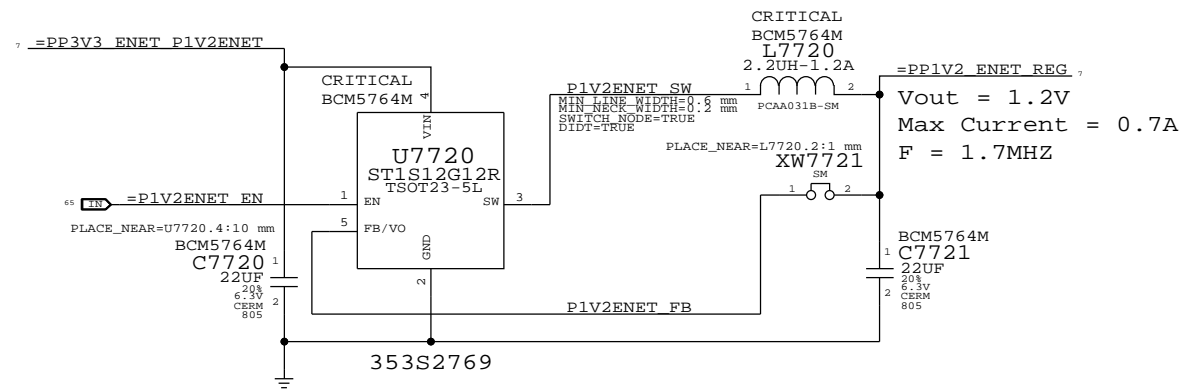 CRITICAL
BCM5764M
L7720
2.2UH-1.2A
1
2
PCAA031B-SM
7
=PP3V3_ENET_P1V2ENET
CRITICAL
BCM5764M
4
VIN
P1V2ENET_SW
MIN_LINE_WIDTH=0.6 mm
MIN_NECK_WIDTH=0.2 mm
SWITCH_NODE=TRUE
DIDT=TRUE
=PP1V2_ENET_REG
7
Vout = 1.2V
Max Current = 0.7A
F = 1.7MHZ
U7720
ST1S12G12R
TSOT23-5L
PLACE_NEAR=L7720.2:1 mm
XW7721
SM
1
2
65
IN
=P1V2ENET_EN
1
EN
SW
3
5
FB/VO
GND
2
PLACE_NEAR=U7720.4:10 mm
BCM5764M
C7720
22UF
20%
6.3V
CERM
805
1
2
P1V2ENET_FB
BCM5764M
C7721
22UF
20%
6.3V
CERM
805
1
2
353S2769